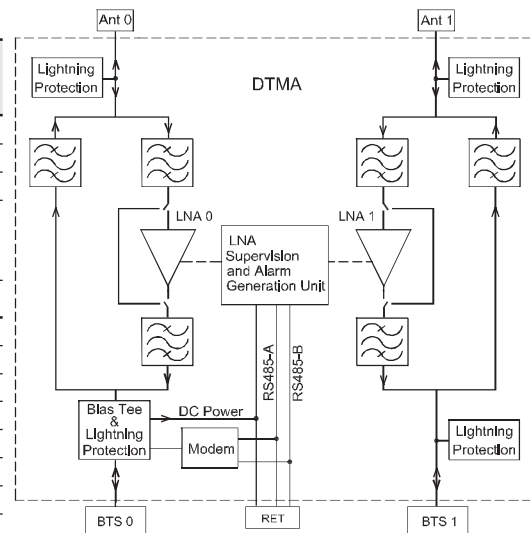 Ant 0
Ant 1
Lightning
Protection
DTMA
Lightning
Protection
LNA 0
LNA 1
LNA
Supervision
and Alarm
Generation Unit
RS485-A
RS485-B
Bias Tee
&
Lightning
Protection
DC Power
Modem
Lightning
Protection
BTS 0
RET
BTS 1